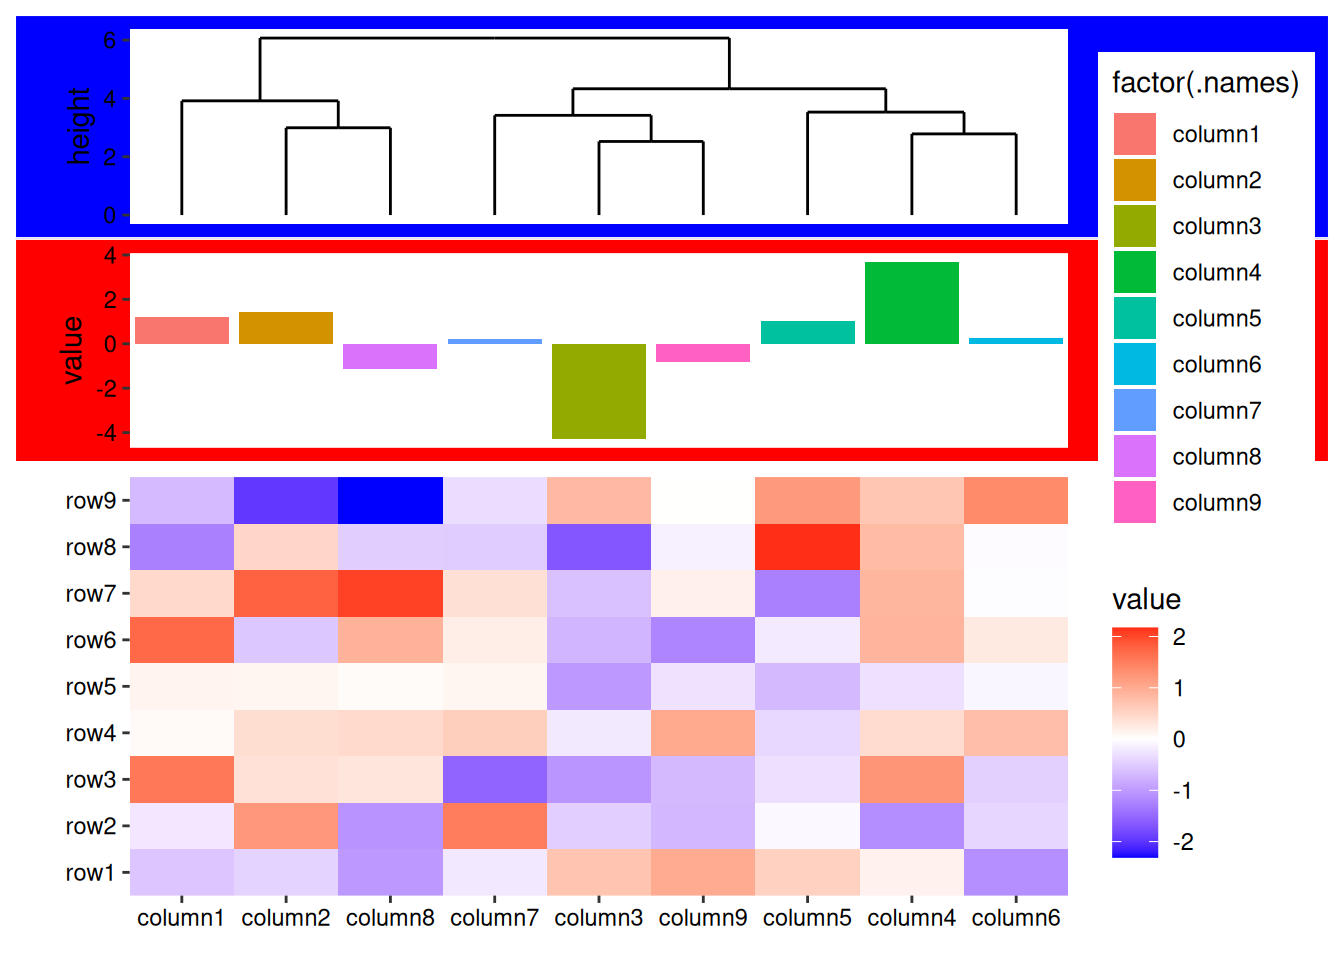 height
6
4
2
0
value
4
2
0
-2
-4
factor(.names)
column1
column2
column3
column4
column5
column6
column7
column8
column9
row9
row8
row7
row6
row5
row4
row3
row2
row1
column1 column2 column8 column7 column3 column9 column5 column4 column6
value
2
1
0
-1
-2